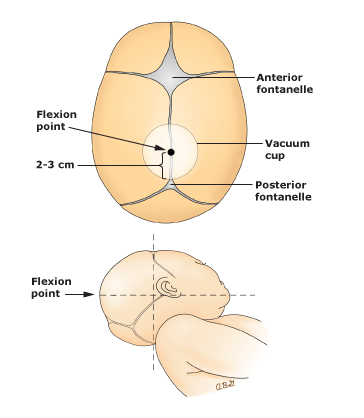 Anterior
fontanelle
Flexion
point
Vacuum
cup
2-3 cm
Posterior
fontanelle
Flexion
point